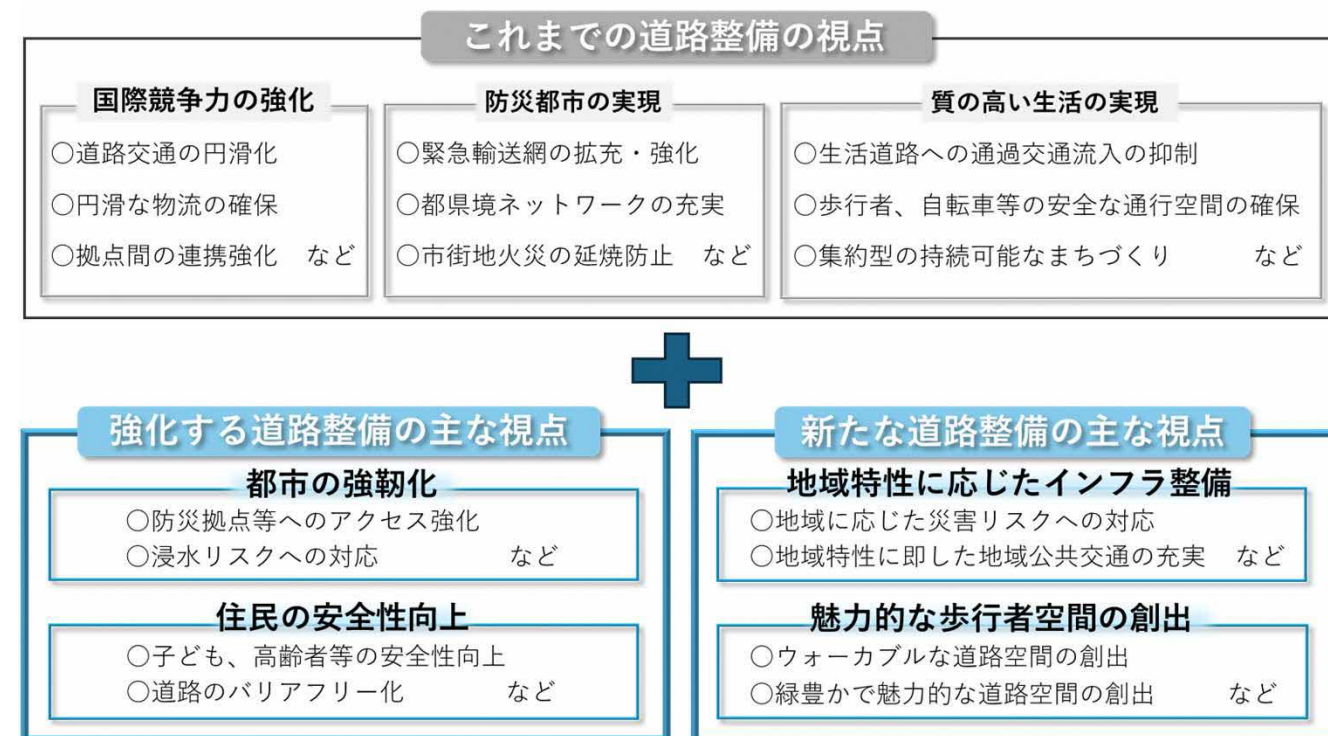 これまでの道路整備の視点
国際競争力の強化
○道路交通の円滑化
○円滑な物流の確保
○拠点間の連携強化 など
防災都市の実現
○緊急輸送網の拡充・強化
○都県境ネットワークの充実
○市街地火災の延焼防止 など
質の高い生活の実現
○生活道路への通過交通流入の抑制
○歩行者、自転車等の安全な通行空間の確保
○集約型の持続可能なまちづくり など
強化する道路整備の主な視点
都市の強靭化
○防災拠点等へのアクセス強化
○浸水リスクへの対応 など
住民の安全性向上
○子ども、高齢者等の安全性向上
○道路のバリアフリー化 など
新たな道路整備の主な視点
地域特性に応じたインフラ整備
○地域に応じた災害リスクへの対応
○地域特性に即した地域公共交通の充実 など
魅力的な歩行者空間の創出
○ウォーカブルな道路空間の創出
○緑豊かで魅力的な道路空間の創出 など